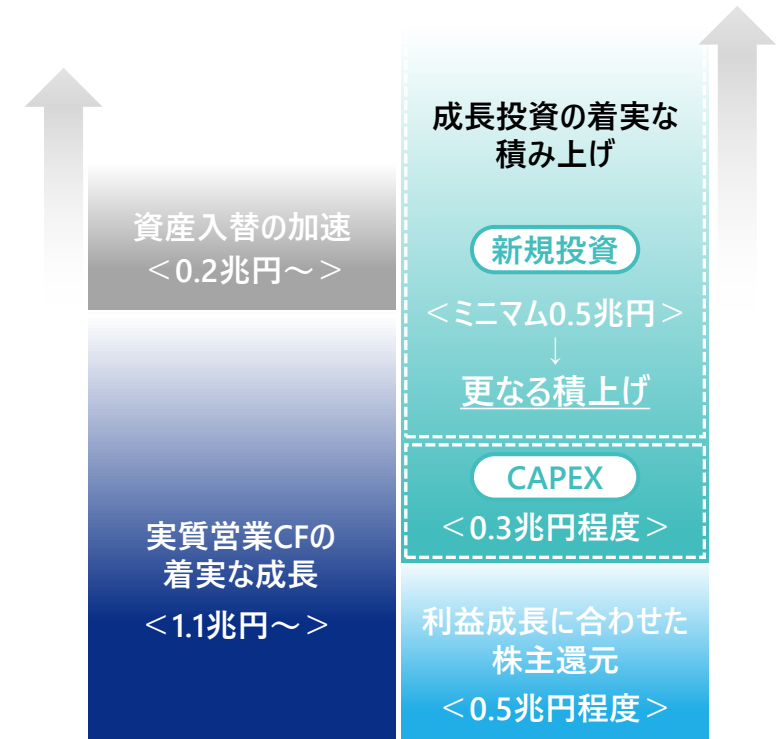 資産入替の加速
＜0.2兆円～＞
実質営業CFの
着実な成長
＜1.1兆円～＞
成長投資の着実な
積み上げ
新規投資
＜ミニマム0.5兆円＞
↓
更なる積上げ
CAPEX
＜0.3兆円程度＞
利益成長に合わせた
株主還元
＜0.5兆円程度＞